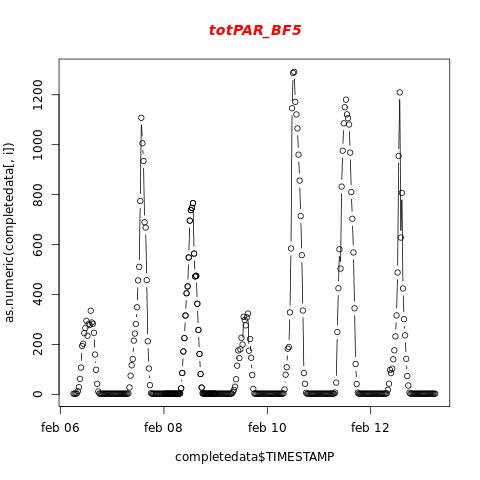 totPAR_BF5
as.numeric(completedata[, i])
1200
1000
800
600
400
200
0
feb 06
feb 08
feb 10
feb 12
completedata$TIMESTAMP